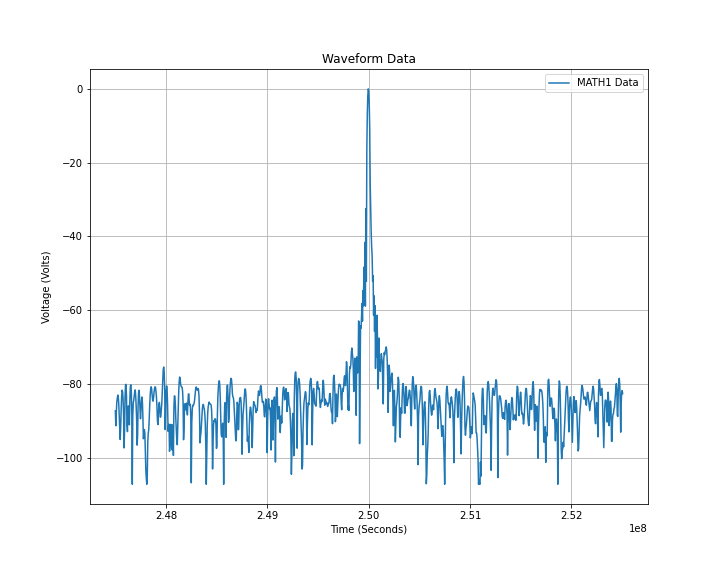 Waveform Data
MATH1 Data
0
−20
−40
−60
−80
−100
Voltage (Volts)
2.48 2.49 2.50 2.51 2.52
1e8
Time (Seconds)